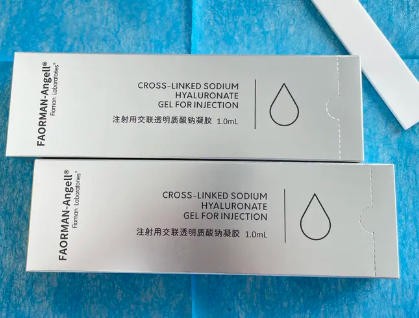 FAORMAN-Angell®
Faman Laboratories®
CROSS-LINKED SODIUM
HYALURONATE
GEL FOR INJECTION
注射用交联透明质酸钠凝胶 1.0mL
FAORMAN-Angell®
Faman Laboratories®
CROSS-LINKED SODIUM
HYALURONATE
GEL FOR INJECTION
注射用交联透明质酸钠凝胶 1.0mL